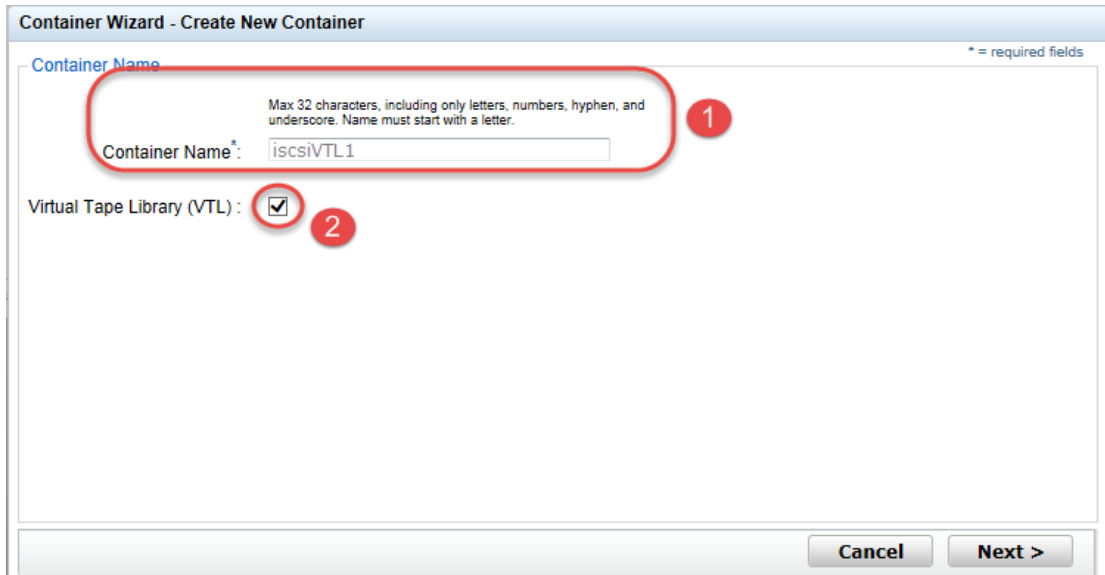 Container Wizard - Create New Container
* = required fields
Container Name
Max 32 characters, including only letters, numbers, hyphen, and
underscore. Name must start with a letter.
1
Container Name*: iscsiVTL1
Virtual Tape Library (VTL) :
2
Cancel Next >